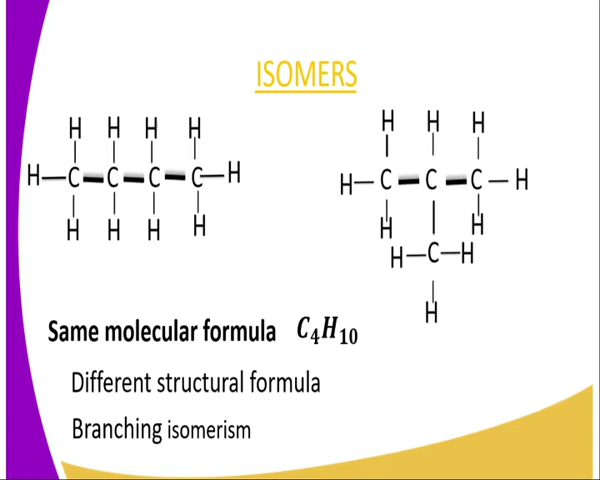 ISOMERS
H H H H
H—C—C—C—C—H
H H H H
H H H
H—C—C—C—H
H H
H—C—H
H
Same molecular formula C₄H₁₀
Different structural formula
Branching isomerism